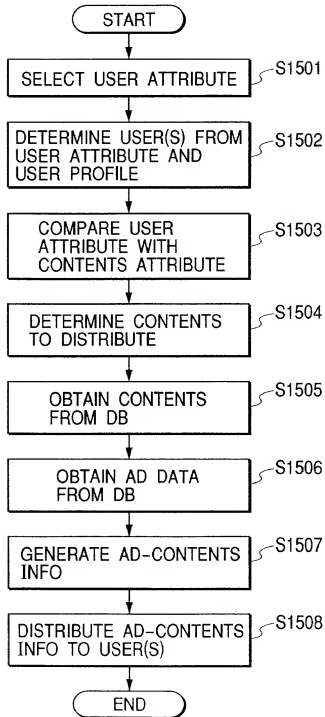 START
SELECT USER ATTRIBUTE
S1501
DETERMINE USER(S) FROM
USER ATTRIBUTE AND
USER PROFILE
S1502
COMPARE USER
ATTRIBUTE WITH
CONTENTS ATTRIBUTE
S1503
DETERMINE CONTENTS
TO DISTRIBUTE
S1504
OBTAIN CONTENTS
FROM DB
S1505
OBTAIN AD DATA
FROM DB
S1506
GENERATE AD-CONTENTS
INFO
S1507
DISTRIBUTE AD-CONTENTS
INFO TO USER(S)
S1508
END